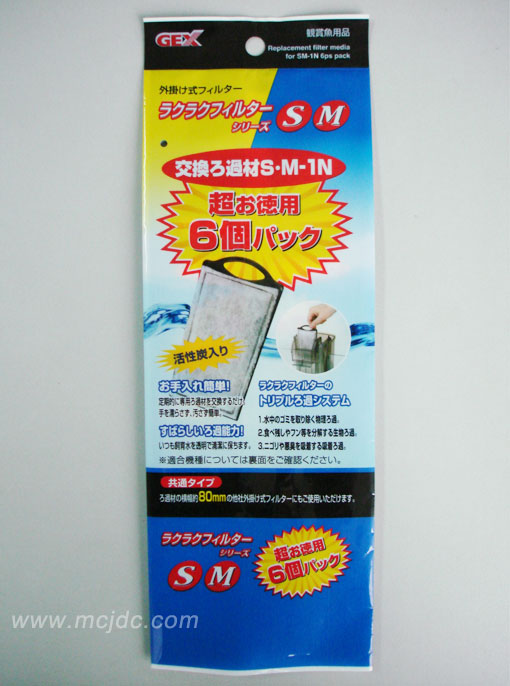 GEX
観賞魚用品
Replacement filter media
for SM-1N 6ps pack
外掛け式フィルター
ラクラクフィルター
シリーズ
S M
交換ろ過材S・M-1N
超お徳用
6個パック
活性炭入り
お手入れ簡単!
定期的に専用ろ過材を交換するだけ。
手を濡らさず、汚さず簡単。
すばらしいろ過能力!
いつも飼育水を透明で清潔に保ちます。
ラクラクフィルターの
トリプルろ過システム
1.水中のゴミを取り除く物理ろ過。
2.食べ残しやフン等を分解する生物ろ過。
3.ニゴリや悪臭を吸着する吸着ろ過。
※適合機種については裏面をご確認ください。
共通タイプ
ろ過材の横幅約80mmの他社外掛け式フィルターにもご使用いただけます。
ラクラクフィルター
シリーズ
S M
超お徳用
6個パック
www.mcjdc.com